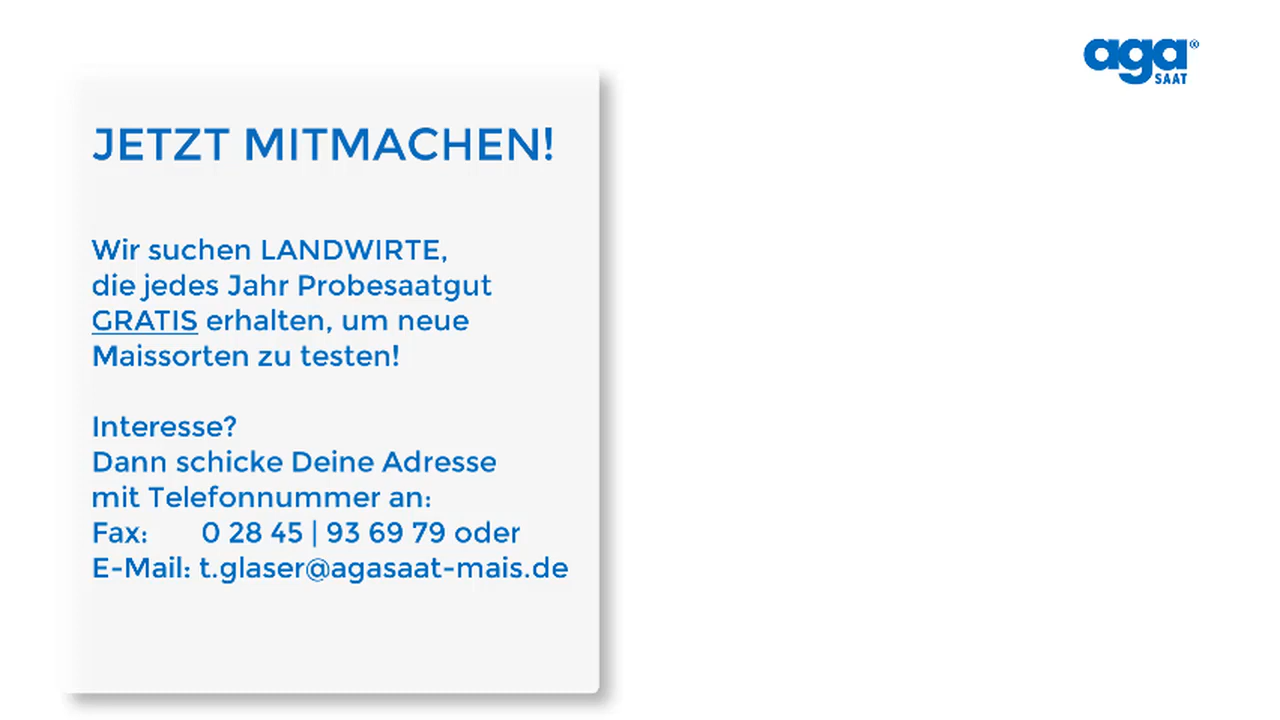 aga®
SAAT
JETZT MITMACHEN!
Wir suchen LANDWIRTE,
die jedes Jahr Probesaatgut
GRATIS erhalten, um neue
Maissorten zu testen!
Interesse?
Dann schicke Deine Adresse
mit Telefonnummer an:
Fax: 0 28 45 | 93 69 79 oder
E-Mail: t.glaser@agasaat-mais.de